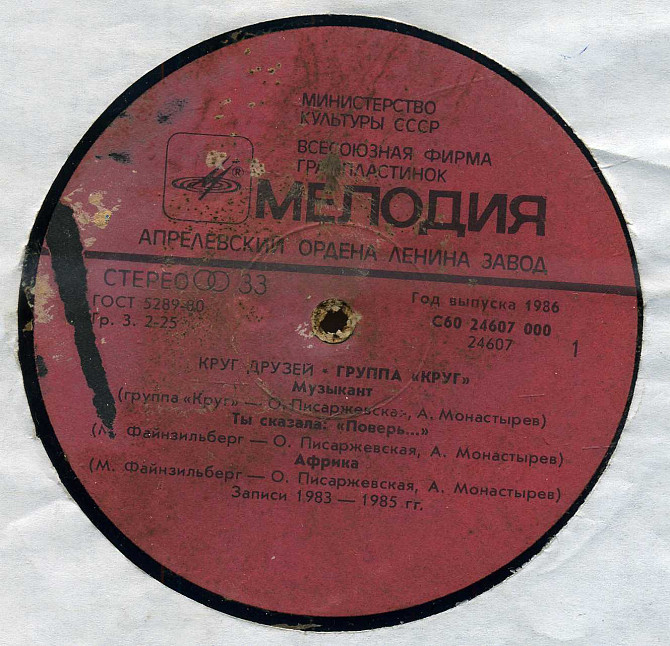 МИНИСТЕРСТВО
КУЛЬТУРЫ СССР
ВСЕСОЮЗНАЯ ФИРМА
ГРАМПЛАСТИНОК
(R)
МЕЛОДИЯ
АПРЕЛЕВСКИЙ ОРДЕНА ЛЕНИНА ЗАВОД
СТЕРЕО 33
ГОСТ 5289-80
Гр. 3. 2-25
Год выпуска 1986
С60 24607 000
24607
1
КРУГ ДРУЗЕЙ • ГРУППА «КРУГ»
Музыкант
(группа «Круг» — О. Писаржевская, А. Монастырев)
Ты сказала: «Поверь...»
(М. Файнзильберг — О. Писаржевская, А. Монастырев)
Африка
(М. Файнзильберг — О. Писаржевская, А. Монастырев)
Записи 1983 — 1985 гг.